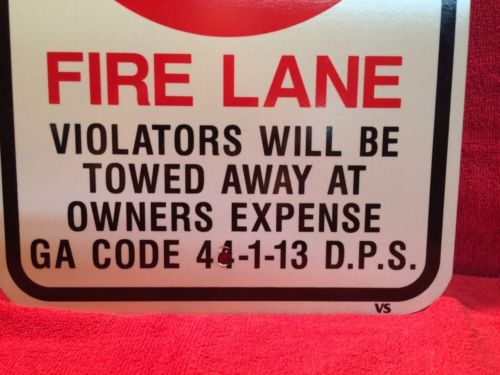 FIRE LANE
VIOLATORS WILL BE
TOWED AWAY AT
OWNERS EXPENSE
GA CODE 44-1-13 D.P.S.
VS